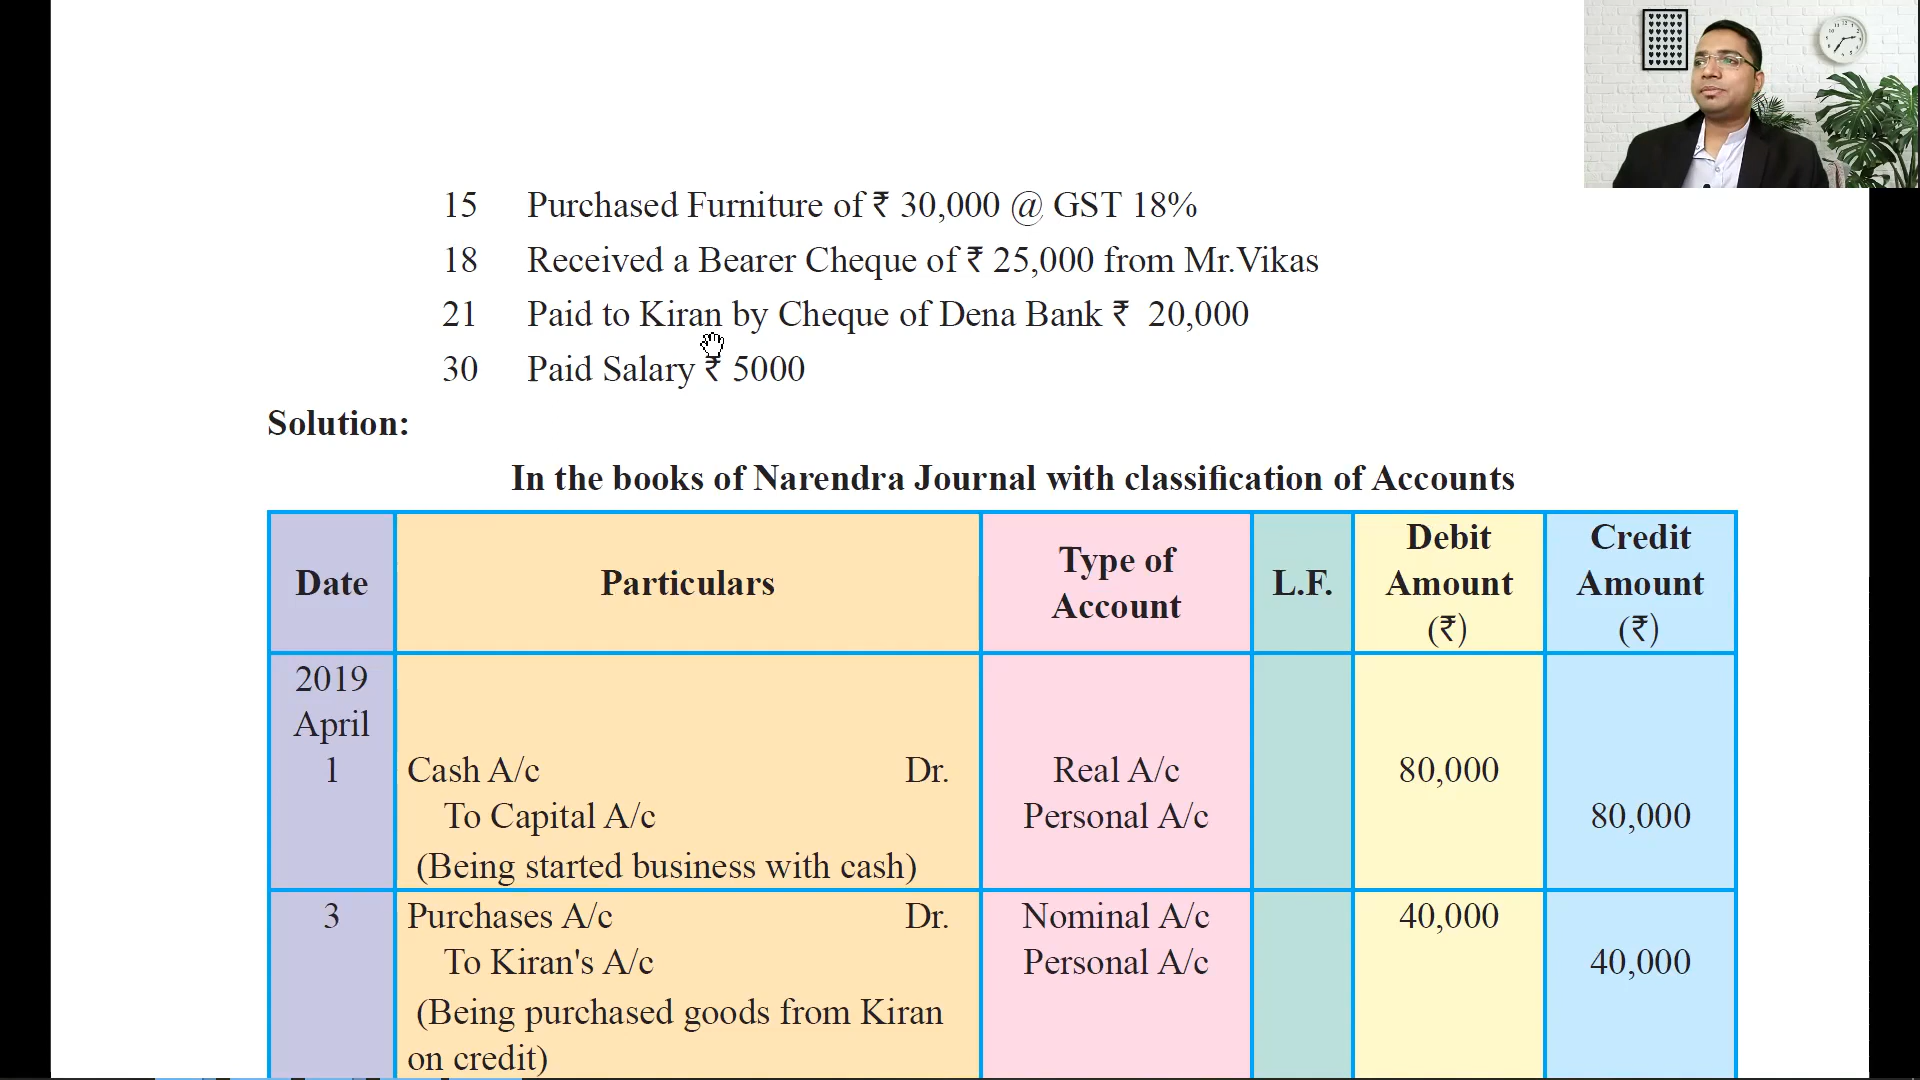 15 Purchased Furniture of ₹ 30,000 @ GST 18%
18 Received a Bearer Cheque of ₹ 25,000 from Mr.Vikas
21 Paid to Kiran by Cheque of Dena Bank ₹ 20,000
30 Paid Salary ₹ 5000
Solution:
In the books of Narendra Journal with classification of Accounts
Date Particulars Type of Account L.F. Debit Amount (₹) Credit Amount (₹)
2019
April
1 Cash A/c Dr. Real A/c 80,000
To Capital A/c Personal A/c 80,000
(Being started business with cash)
3 Purchases A/c Dr. Nominal A/c 40,000
To Kiran's A/c Personal A/c 40,000
(Being purchased goods from Kiran
on credit)